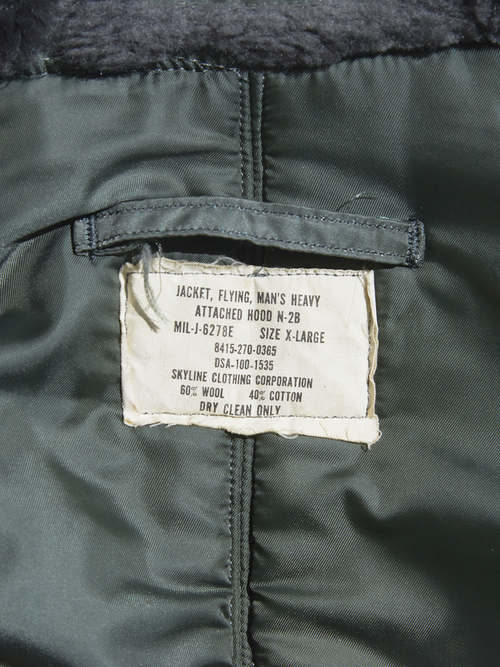 JACKET, FLYING, MAN'S HEAVY
ATTACHED HOOD N-2B
MIL-J-6278E SIZE X-LARGE
8415-270-0365
DSA-100-1535
SKYLINE CLOTHING CORPORATION
60% WOOL 40% COTTON
DRY CLEAN ONLY